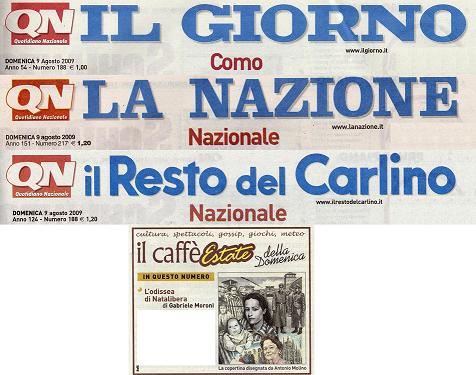 QN IL GIORNO
Quotidiano Nazionale
www.ilgiorno.it
DOMENICA 9 Agosto 2009
Anno 54 - Numero 188 € 1,00
Como
QN LA NAZIONE
Quotidiano Nazionale
www.lanazione.it
DOMENICA 9 agosto 2009
Anno 151 - Numero 217 € 1,20
Nazionale
QN il Resto del Carlino
Quotidiano Nazionale
www.ilrestodelcarlino.it
DOMENICA 9 agosto 2009
Anno 124 - Numero 188 € 1,20
Nazionale
cultura, spettacoli, gossip, giochi, meteo
il caffè Estate della Domenica
IN QUESTO NUMERO
L'odissea
di Natalibera
di Gabriele Moroni
La copertina disegnata da Antonio Molino